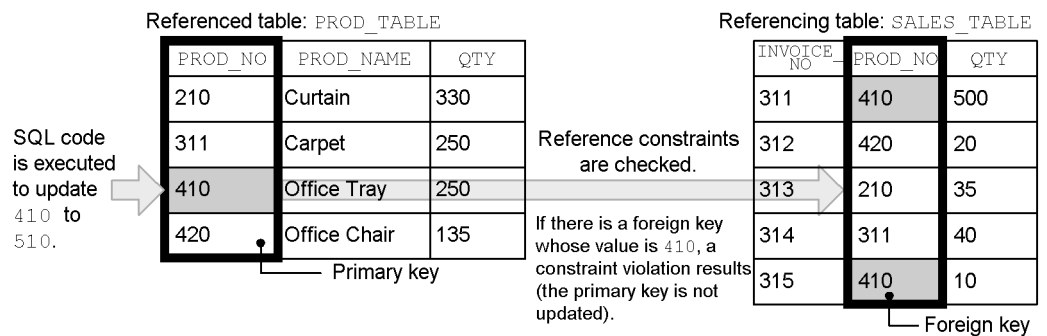 Referenced table: PROD_TABLE
PROD_NO PROD_NAME QTY
210 Curtain 330
311 Carpet 250
410 Office Tray 250
420 Office Chair 135
SQL code
is executed
to update
410 to
510.
Primary key
Reference constraints
are checked.
If there is a foreign key
whose value is 410, a
constraint violation results
(the primary key is not
updated).
Referencing table: SALES_TABLE
INVOICE_
NO
PROD_NO QTY
311 410 500
312 420 20
313 210 35
314 311 40
315 410 10
Foreign key